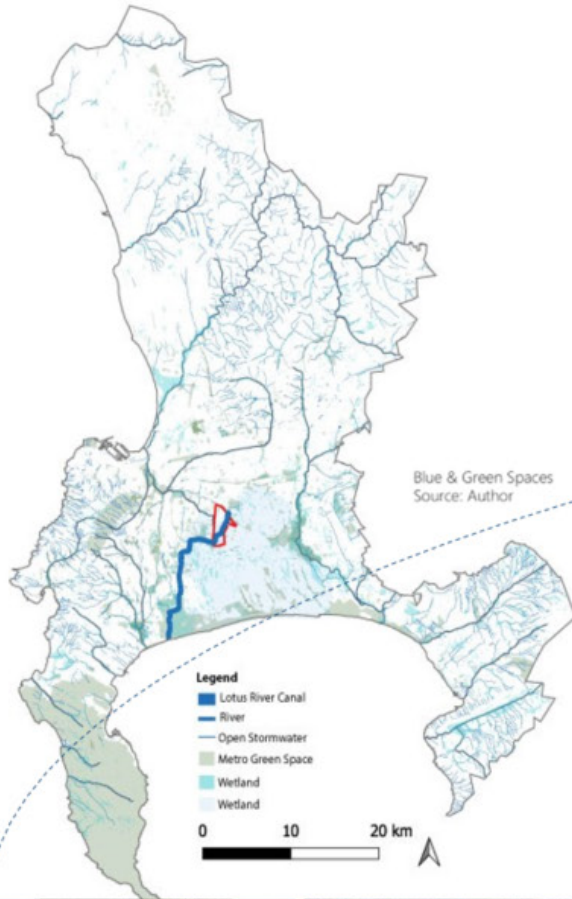 Blue & Green Spaces
Source: Author
Legend
Lotus River Canal
River
Open Stormwater
Metro Green Space
Wetland
Wetland
0 10 20 km